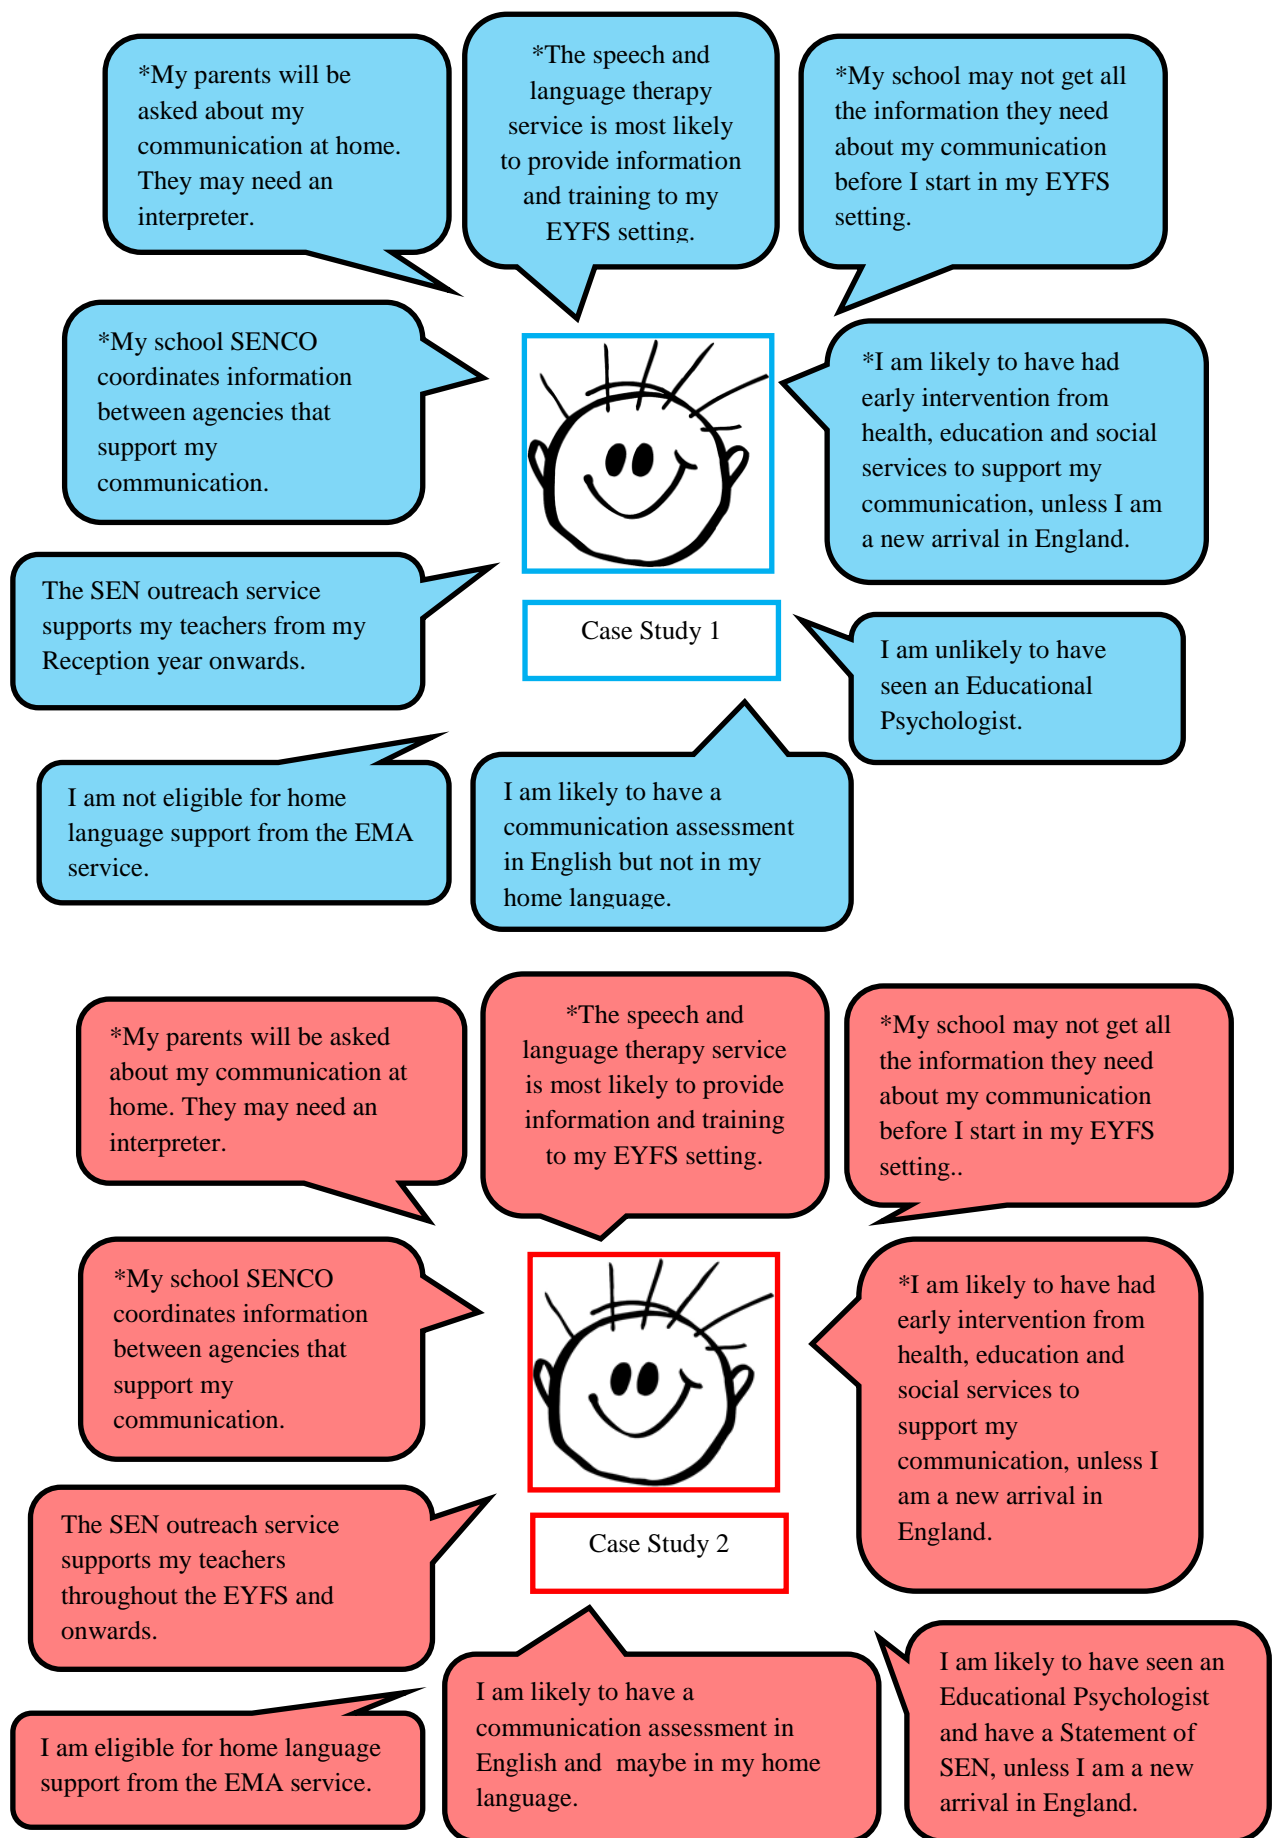 *My parents will be
asked about my
communication at home.
They may need an
interpreter.
*The speech and
language therapy
service is most likely
to provide information
and training to my
EYFS setting.
*My school may not get all
the information they need
about my communication
before I start in my EYFS
setting.
*My school SENCO
coordinates information
between agencies that
support my
communication.
*I am likely to have had
early intervention from
health, education and social
services to support my
communication, unless I am
a new arrival in England.
The SEN outreach service
supports my teachers from my
Reception year onwards.
Case Study 1
I am unlikely to have
seen an Educational
Psychologist.
I am not eligible for home
language support from the EMA
service.
I am likely to have a
communication assessment
in English but not in my
home language.
*My parents will be asked
about my communication at
home. They may need an
interpreter.
*The speech and
language therapy service
is most likely to provide
information and training
to my EYFS setting.
*My school may not get all
the information they need
about my communication
before I start in my EYFS
setting..
*My school SENCO
coordinates information
between agencies that
support my
communication.
*I am likely to have had
early intervention from
health, education and
social services to
support my
communication, unless I
am a new arrival in
England.
The SEN outreach service
supports my teachers
throughout the EYFS and
onwards.
Case Study 2
I am eligible for home language
support from the EMA service.
I am likely to have a
communication assessment in
English and  maybe in my home
language.
I am likely to have seen an
Educational Psychologist
and have a Statement of
SEN, unless I am a new
arrival in England.